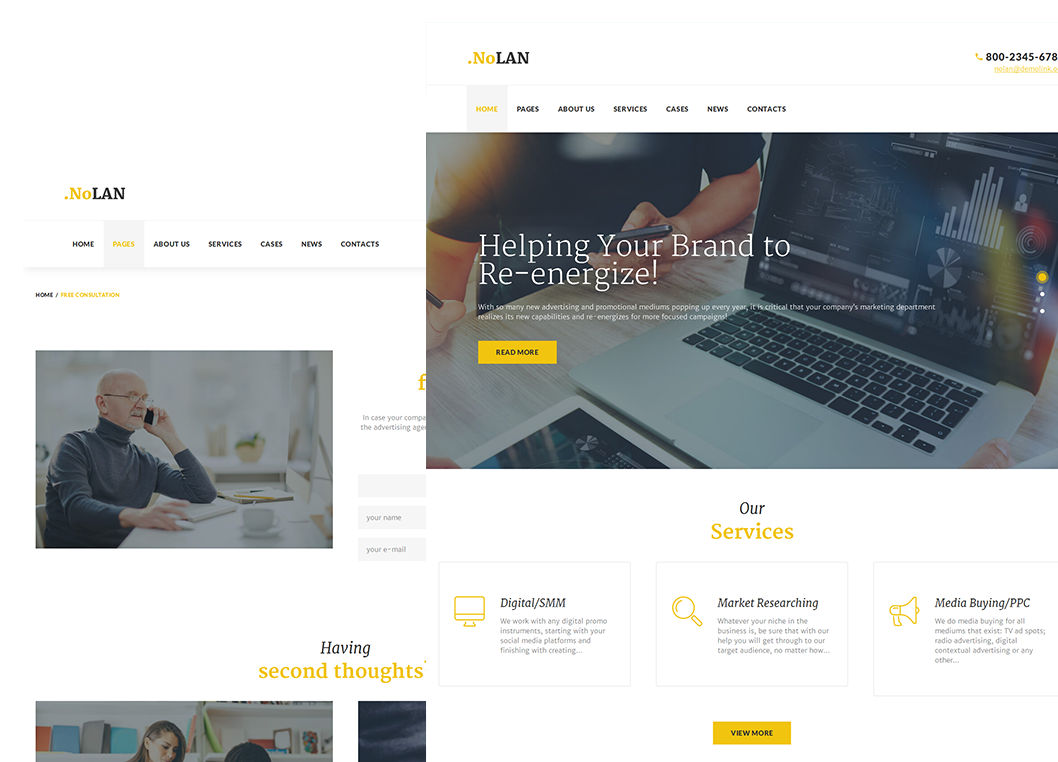 .NoLAN
HOME PAGES ABOUT US SERVICES CASES NEWS CONTACTS
HOME / FREE CONSULTATION
f
In case your compa
the advertising age
your name
your e-mail
Having
second thoughts
.NoLAN
800-2345-678
HOME PAGES ABOUT US SERVICES CASES NEWS CONTACTS
Helping Your Brand to
Re-energize!
With so many new advertising and promotional mediums popping up every year, it is critical that your company's marketing department
realizes its new capabilities and re-energizes for more focused campaigns!
READ MORE
Our
Services
Digital/SMM
We work with any digital promo
instruments, starting with your
social media platforms and
finishing with creating...
Market Researching
Whatever your niche in the
business is, be sure that with our
help you will get through to our
target audience, no matter how...
Media Buying/PPC
We do media buying for all
mediums that exist: TV ad spots;
radio advertising, digital
contextual advertising or any
other...
VIEW MORE